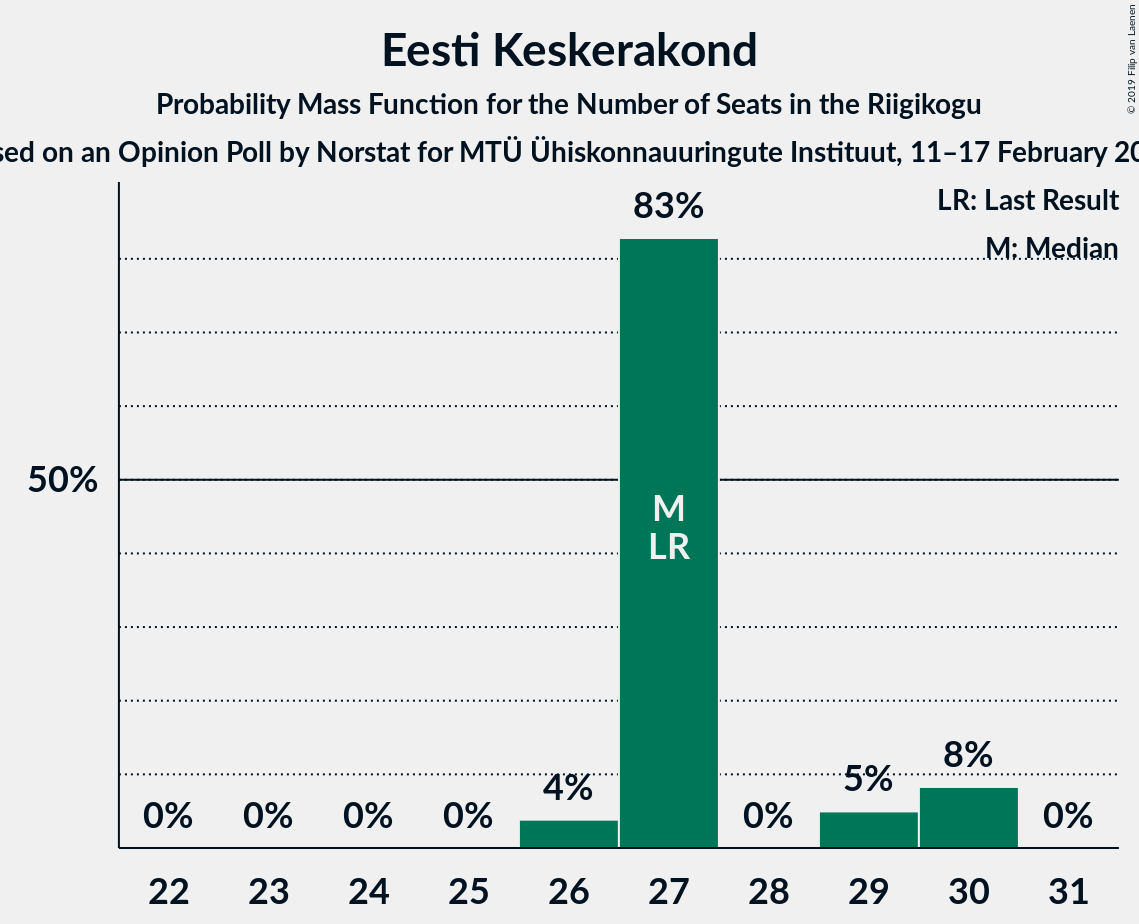 Eesti Keskerakond
Probability Mass Function for the Number of Seats in the Riigikogu
on an Opinion Poll by Norstat for MTÜ Ühiskonnauuringute Instituut, 11–17 February
© 2019 Filip van Laenen
LR: Last Result
M: Median
83%
50%
M
LR
8%
5%
4%
0% 0% 0% 0% 0% 0%
22 23 24 25 26 27 28 29 30 31